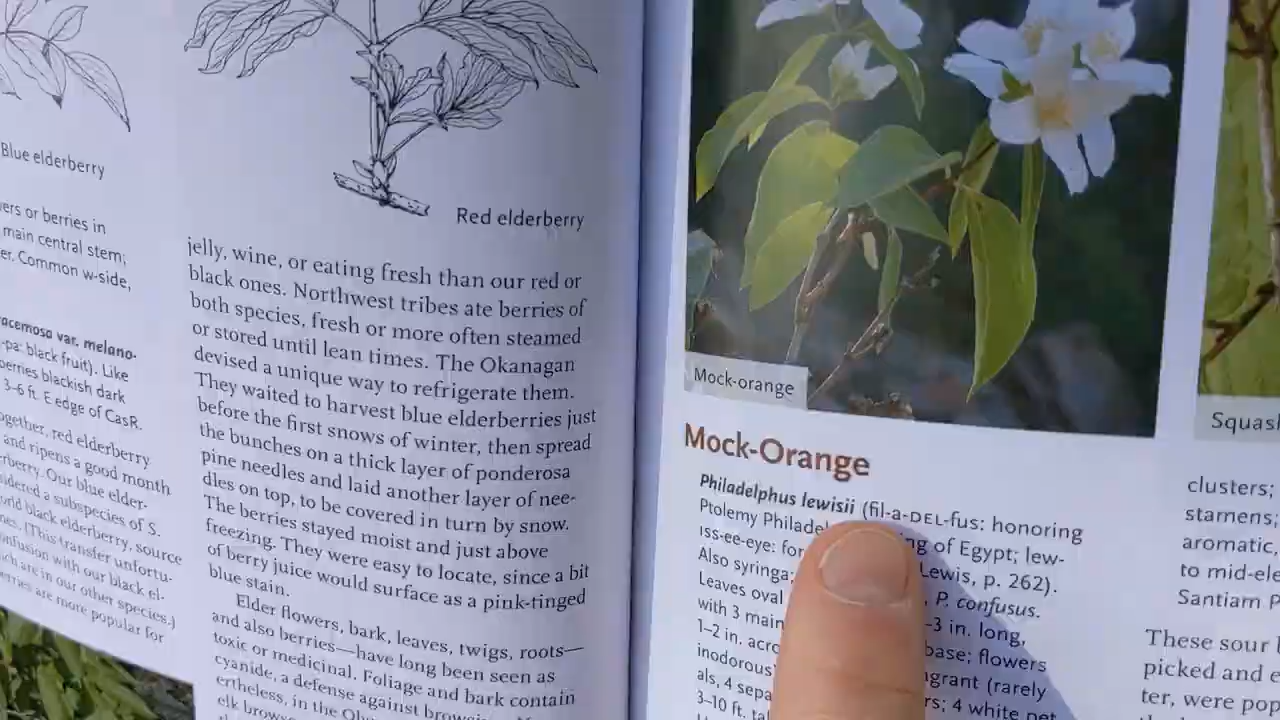 Blue elderberry
ers or berries in
main central stem;
er. Common w-side,
acemosa var. melano-
-pa: black fruit). Like
berries blackish dark
3–6 ft. E edge of CasR.
ogether, red elderberry
and ripens a good month
rberry. Our blue elder-
sidered a subspecies of S.
orld black elderberry, source
nes. (This transfer unfortu-
onfusion with our black el-
ich are in our other species.)
erries are more popular for
Red elderberry
jelly, wine, or eating fresh than our red or
black ones. Northwest tribes ate berries of
both species, fresh or more often steamed
or stored until lean times. The Okanagan
devised a unique way to refrigerate them.
They waited to harvest blue elderberries just
before the first snows of winter, then spread
the bunches on a thick layer of ponderosa
pine needles and laid another layer of nee-
dles on top, to be covered in turn by snow.
The berries stayed moist and just above
freezing. They were easy to locate, since a bit
of berry juice would surface as a pink-tinged
blue stain.
Elder flowers, bark, leaves, twigs, roots—
and also berries—have long been seen as
toxic or medicinal. Foliage and bark contain
cyanide, a defense against browsing
ertheless, in the
elk brows
Mock-orange
Mock-Orange
Philadelphus lewisii (fil-a-DEL-fus: honoring
Ptolemy Philadel ng of Egypt; lew-
iss-ee-eye: for Lewis, p. 262).
Also syringa; P. confusus.
Leaves oval –3 in. long,
with 3 main base; flowers
1–2 in. acro agrant (rarely
inodorous rs; 4 white pet
als, 4 sepa
3–10 ft. tal
Squash
clusters;
stamens;
aromatic,
to mid-ele
Santiam P
These sour
picked and e
ter, were pop